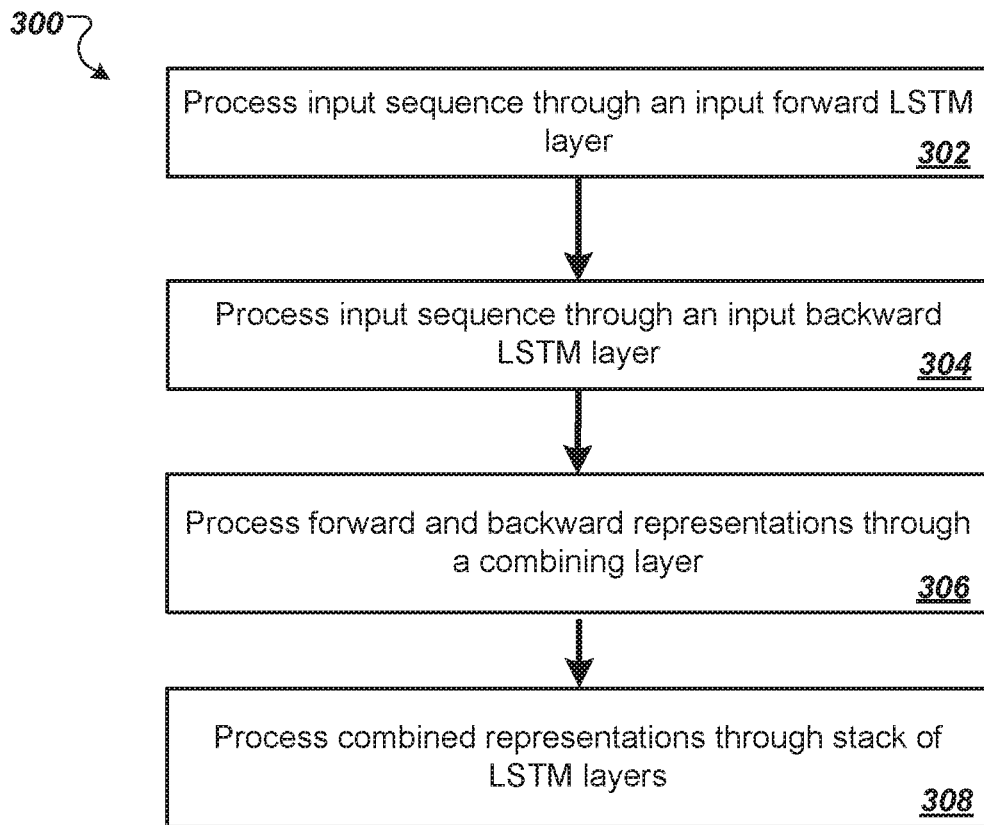 300
Process input sequence through an input forward LSTM
layer
302
Process input sequence through an input backward
LSTM layer
304
Process forward and backward representations through
a combining layer
306
Process combined representations through stack of
LSTM layers
308